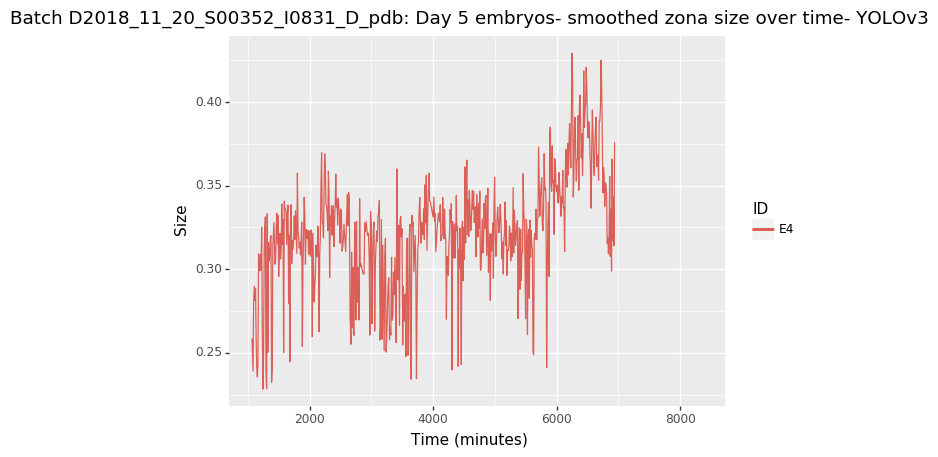 Batch D2018_11_20_S00352_I0831_D_pdb: Day 5 embryos- smoothed zona size over time- YOLOv3
0.40
0.35
0.30
0.25
Size
2000 4000 6000 8000
Time (minutes)
ID
E4